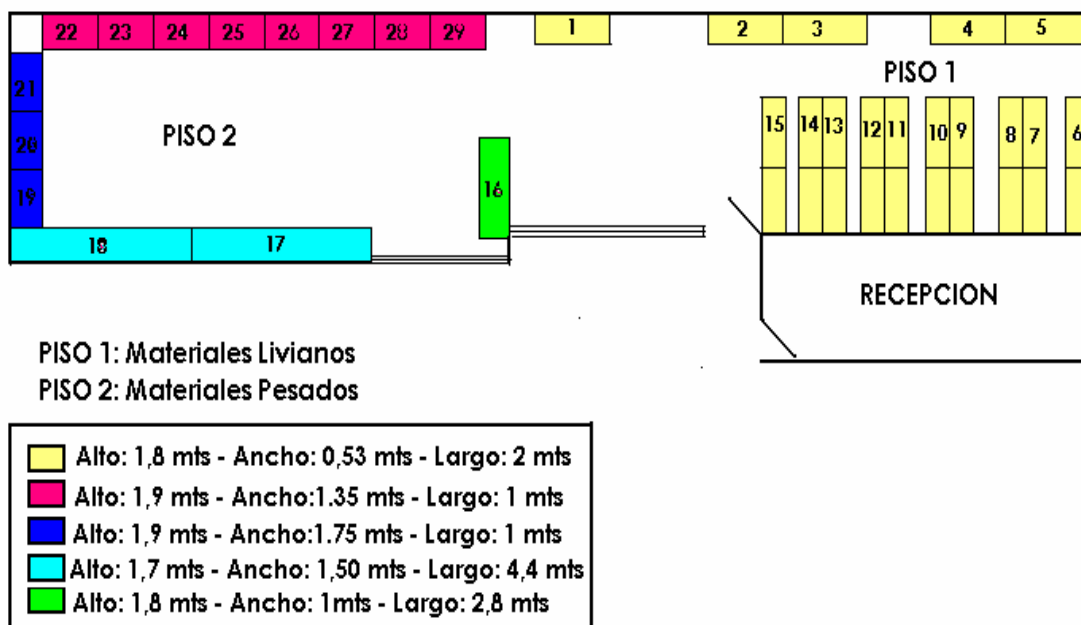 22 23 24 25 26 27 28 29 1 2 3 4 5
PISO 1
21
15 14 13 12 11 10 9 8 7 6
PISO 2
20
16
19
18 17
RECEPCION
PISO 1: Materiales Livianos
PISO 2: Materiales Pesados
Alto: 1,8 mts - Ancho: 0,53 mts - Largo: 2 mts
Alto: 1,9 mts - Ancho:1.35 mts - Largo: 1 mts
Alto: 1,9 mts - Ancho:1.75 mts - Largo: 1 mts
Alto: 1,7 mts - Ancho: 1,50 mts - Largo: 4,4 mts
Alto: 1,8 mts - Ancho: 1mts - Largo: 2,8 mts